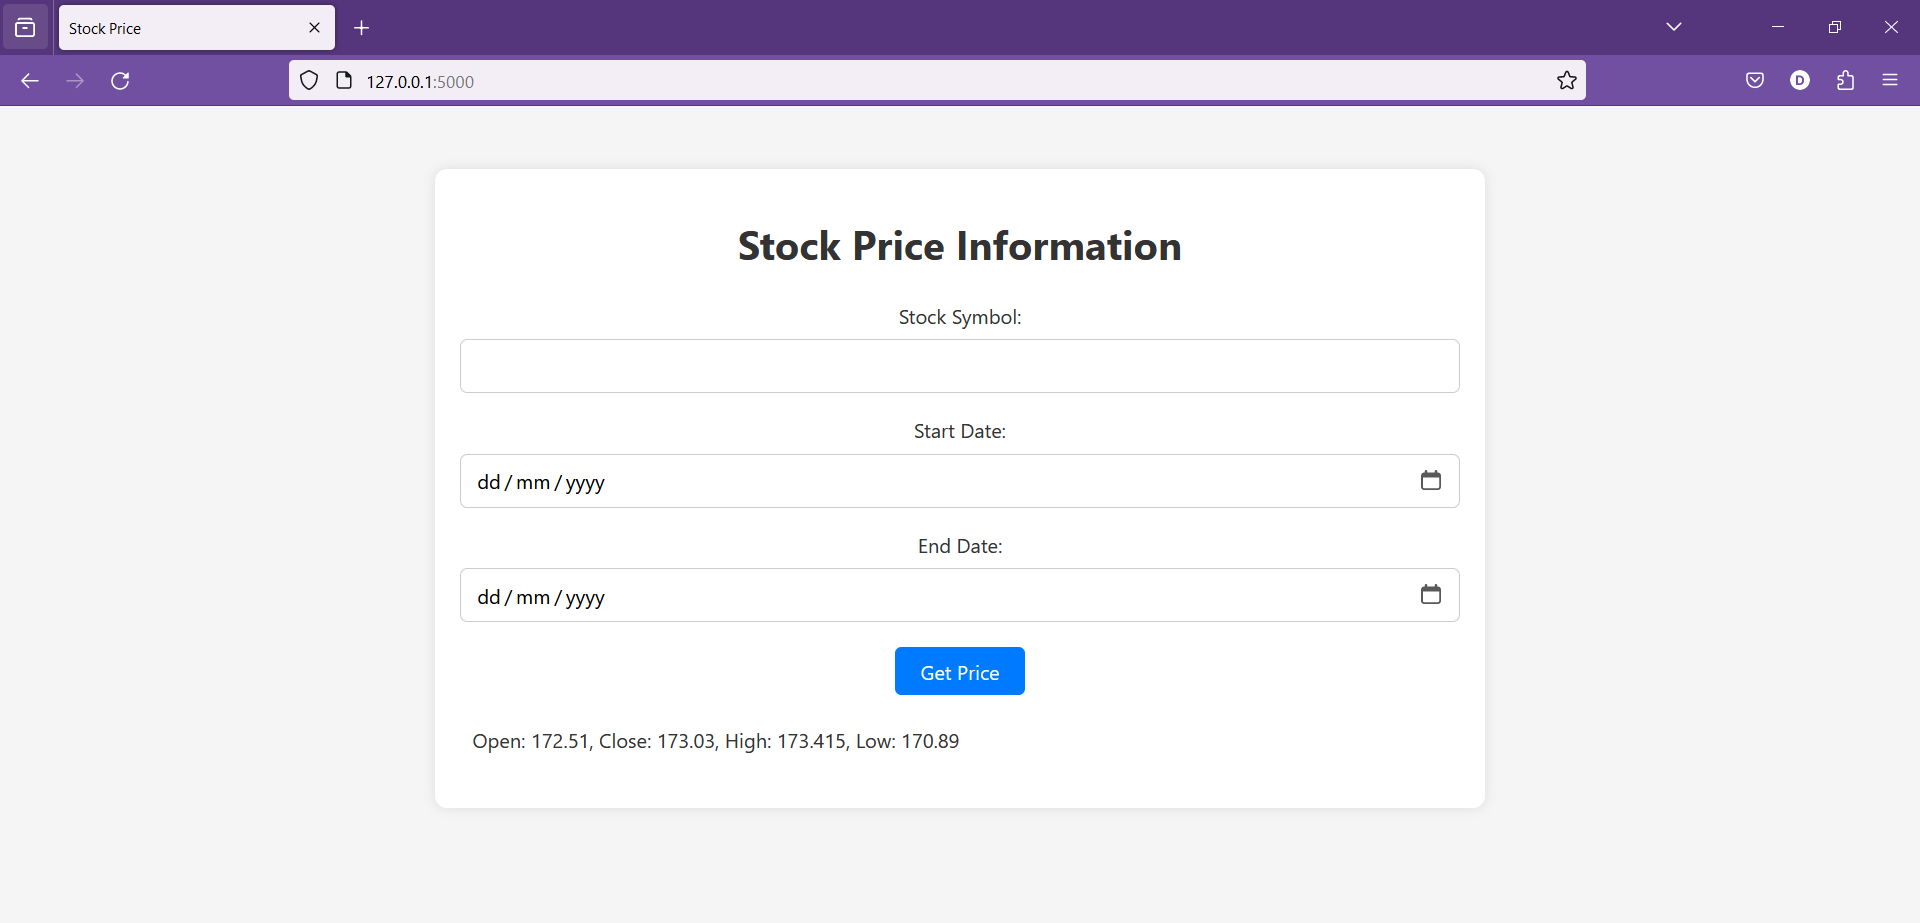 Stock Price
127.0.0.1:5000
D
Stock Price Information
Stock Symbol:
Start Date:
dd/mm/yyyy
End Date:
dd/mm/yyyy
Get Price
Open: 172.51, Close: 173.03, High: 173.415, Low: 170.89